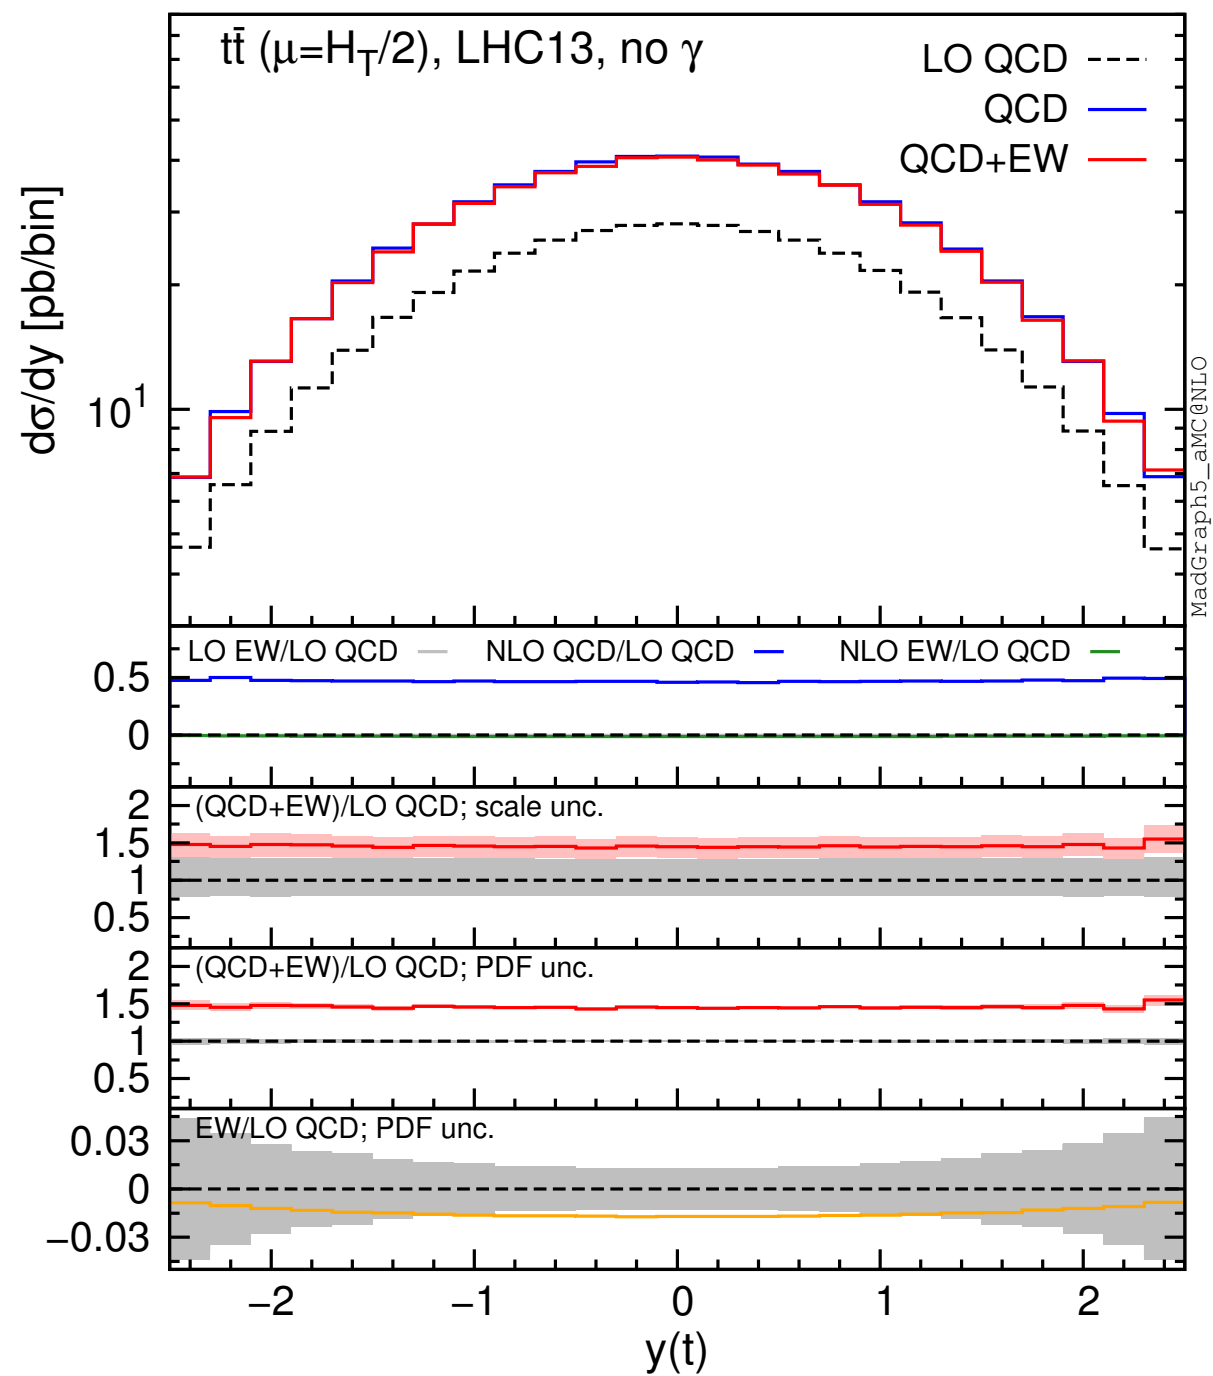 tt̄ (μ=H_T/2), LHC13, no γ
LO QCD
QCD
QCD+EW
dσ/dy [pb/bin]
10^1
MadGraph5_aMC@NLO
LO EW/LO QCD
NLO QCD/LO QCD
NLO EW/LO QCD
0.5
0
(QCD+EW)/LO QCD; scale unc.
2
1.5
1
0.5
(QCD+EW)/LO QCD; PDF unc.
2
1.5
1
0.5
EW/LO QCD; PDF unc.
0.03
0
−0.03
−2 −1 0 1 2
y(t)